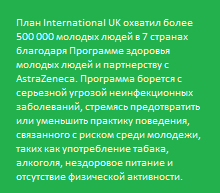 План International UK охватил более
500 000 молодых людей в 7 странах
благодаря Программе здоровья
молодых людей и партнерству с
AstraZeneca. Программа борется с
серьезной угрозой неинфекционных
заболеваний, стремясь предотвратить
или уменьшить практику поведения,
связанного с риском среди молодежи,
таких как употребление табака,
алкоголя, нездоровое питание и
отсутствие физической активности.